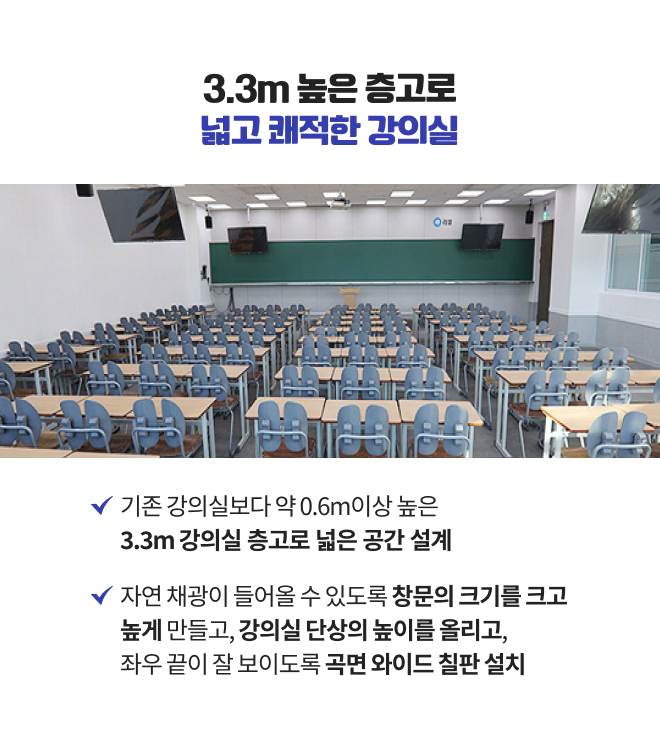 3.3m 높은 층고로
넓고 쾌적한 강의실
기존 강의실보다 약 0.6m이상 높은
3.3m 강의실 층고로 넓은 공간 설계
자연 채광이 들어올 수 있도록 창문의 크기를 크고
높게 만들고, 강의실 단상의 높이를 올리고,
좌우 끝이 잘 보이도록 곡면 와이드 칠판 설치